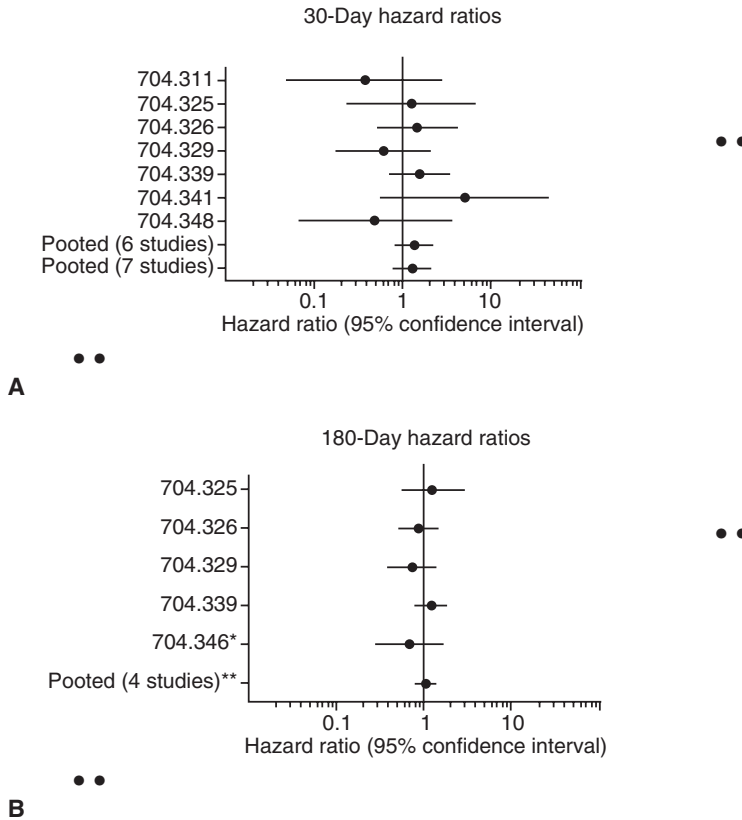 30-Day hazard ratios
704.311
704.325
704.326
704.329
704.339
704.341
704.348
Pooted (6 studies)
Pooted (7 studies)
0.1 1 10
Hazard ratio (95% confidence interval)
A
180-Day hazard ratios
704.325
704.326
704.329
704.339
704.346*
Pooted (4 studies)**
0.1 1 10
Hazard ratio (95% confidence interval)
B